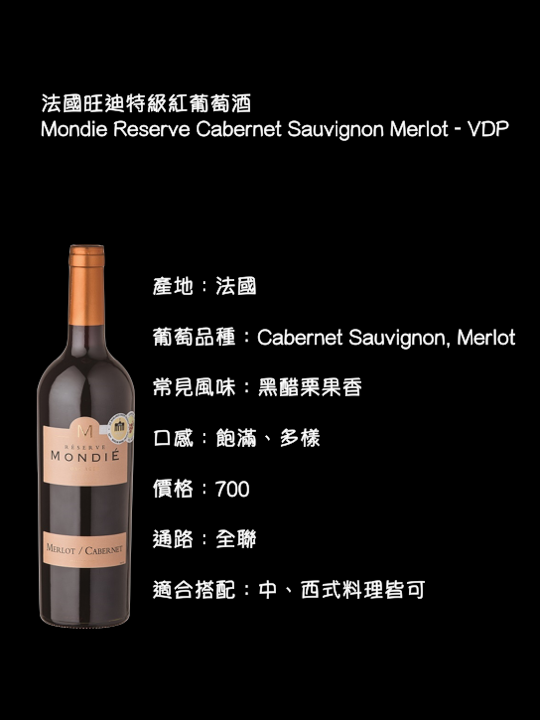 法國旺迪特級紅葡萄酒
Mondie Reserve Cabernet Sauvignon Merlot - VDP
產地：法國
葡萄品種：Cabernet Sauvignon, Merlot
常見風味：黑醋栗果香
口感：飽滿、多樣
價格：700
通路：全聯
適合搭配：中、西式料理皆可
M
RÉSERVE
MONDIÉ
MERLOT / CABERNET